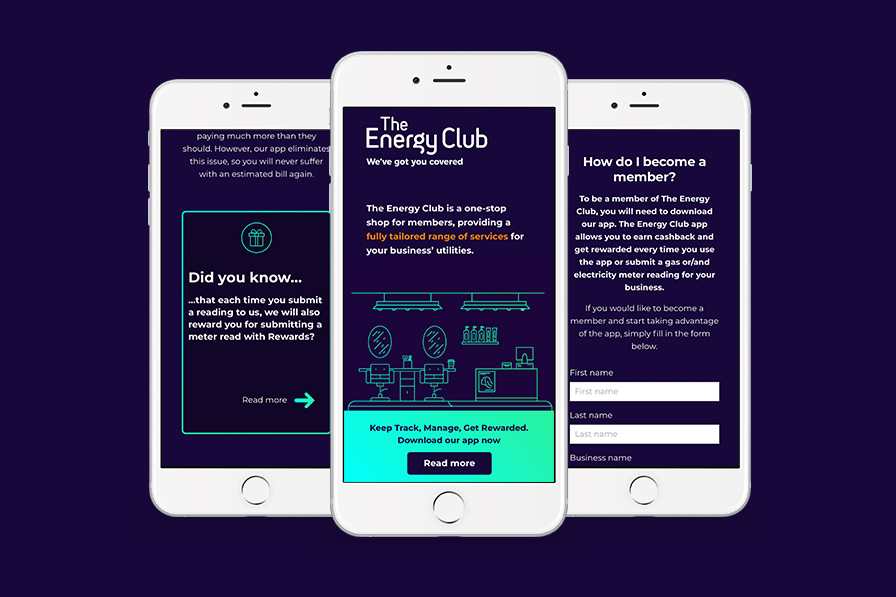 paying much more than they
should. However, our app eliminates
this issue, so you will never suffer
with an estimated bill again.
Did you know...
...that each time you submit
a reading to us, we will also
reward you for submitting a
meter read with Rewards?
Read more
The
Energy Club
We've got you covered
The Energy Club is a one-stop
shop for members, providing a
fully tailored range of services for
your business' utilities.
Keep Track, Manage, Get Rewarded.
Download our app now
Read more
How do I become a
member?
To be a member of The Energy
Club, you will need to download
our app. The Energy Club app
allows you to earn cashback and
get rewarded every time you use
the app or submit a gas or/and
electricity meter reading for your
business.
If you would like to become a
member and start taking advantage
of the app, simply fill in the form
below.
First name
First name
Last name
Last name
Business name